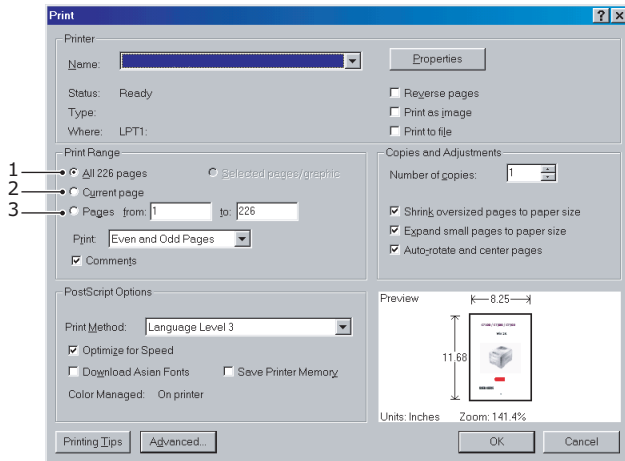 Print
Printer
Name:
Properties
Status: Ready
Type:
Where: LPT1:
Reverse pages
Print as image
Print to file
Print Range
1 All 226 pages
Selected pages/graphic
2 Current page
3 Pages from: 1 to: 226
Print: Even and Odd Pages
Comments
Copies and Adjustments
Number of copies: 1
Shrink oversized pages to paper size
Expand small pages to paper size
Auto-rotate and center pages
PostScript Options
Print Method: Language Level 3
Optimize for Speed
Download Asian Fonts Save Printer Memory
Color Managed: On printer
Preview 8.25
11.68
Units: Inches Zoom: 141.4%
Printing Tips Advanced... OK Cancel